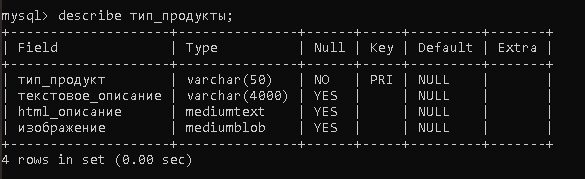 mysql> describe тип_продукты;
+--------------------+---------------+------+-----+---------+-------+
| Field              | Type          | Null | Key | Default | Extra |
+--------------------+---------------+------+-----+---------+-------+
| тип_продукт        | varchar(50)   | NO   | PRI | NULL    |       |
| текстовое_описание | varchar(4000) | YES  |     | NULL    |       |
| html_описание      | mediumtext    | YES  |     | NULL    |       |
| изображение        | mediumblob    | YES  |     | NULL    |       |
+--------------------+---------------+------+-----+---------+-------+
4 rows in set (0.00 sec)